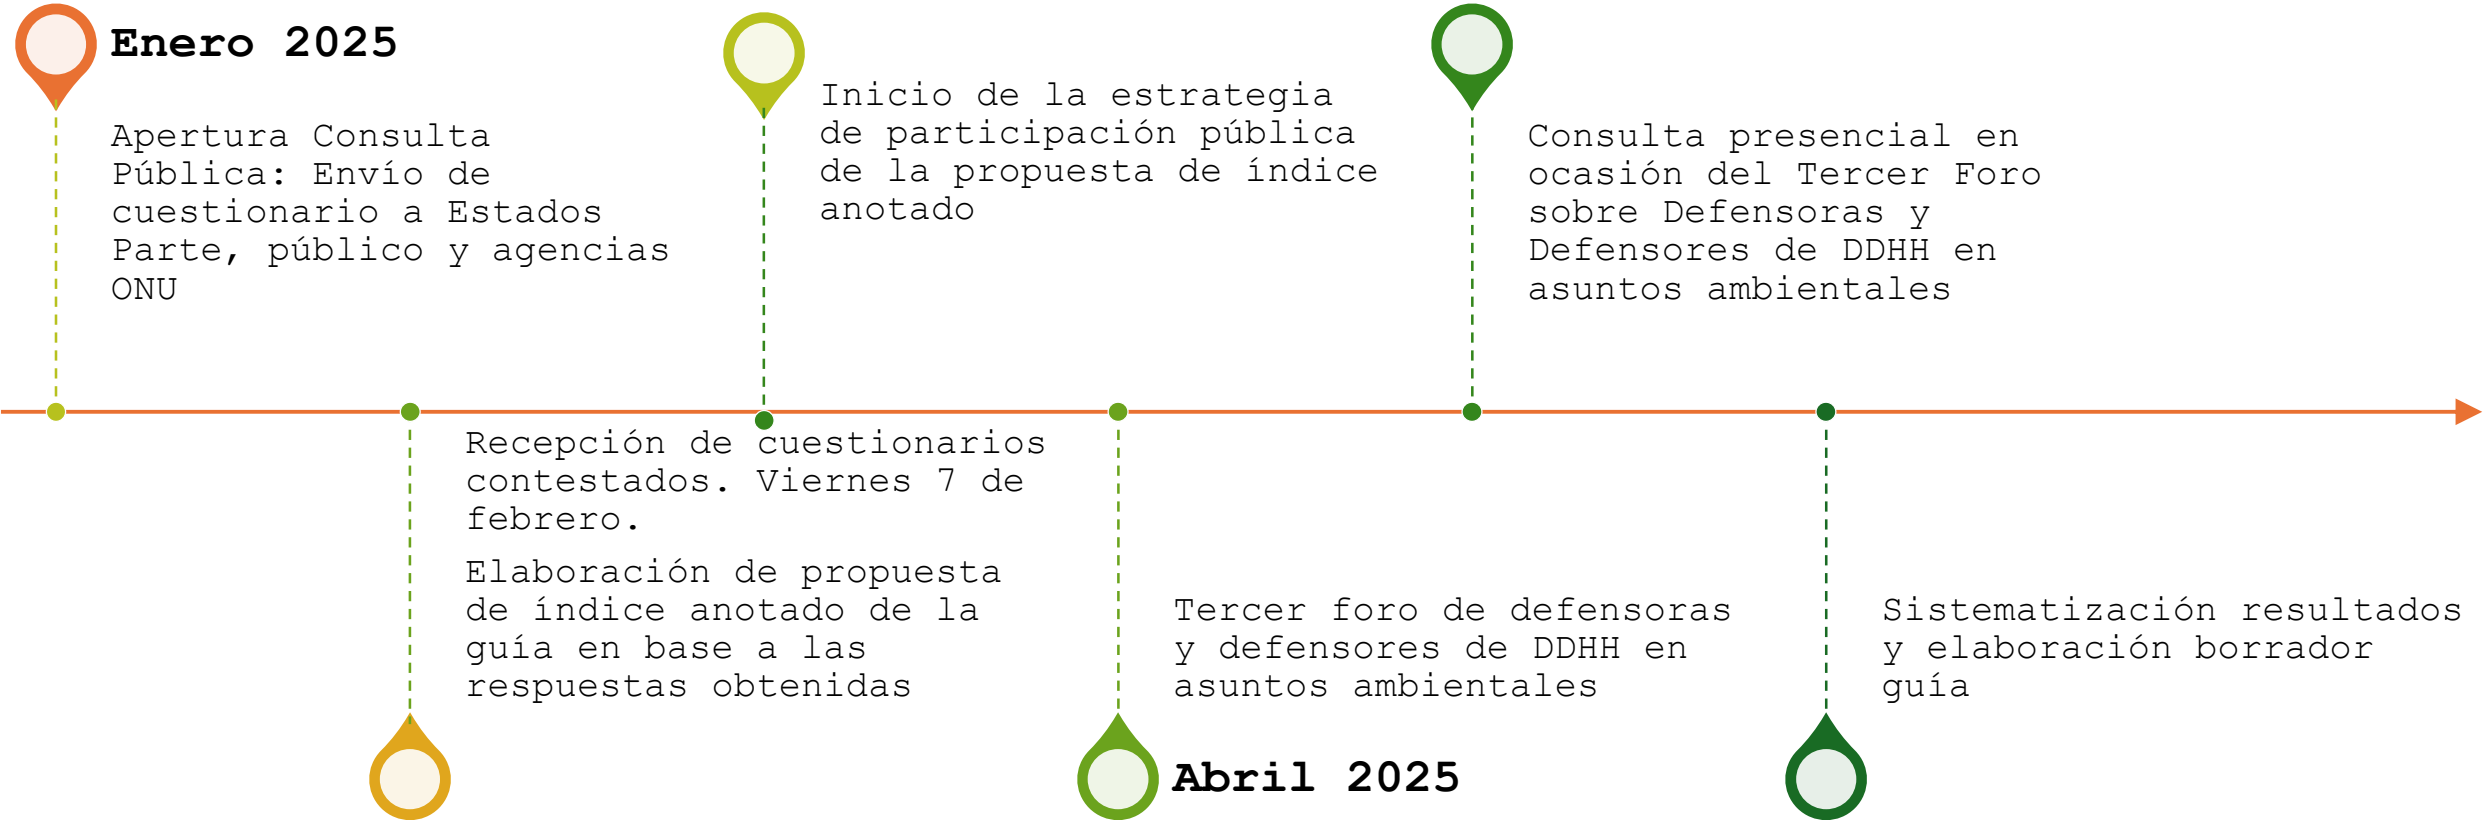 Enero 2025
Apertura Consulta
Pública: Envío de
cuestionario a Estados
Parte, público y agencias
ONU
Recepción de cuestionarios
contestados. Viernes 7 de
febrero.
Elaboración de propuesta
de índice anotado de la
guía en base a las
respuestas obtenidas
Inicio de la estrategia
de participación pública
de la propuesta de índice
anotado
Tercer foro de defensoras
y defensores de DDHH en
asuntos ambientales
Abril 2025
Consulta presencial en
ocasión del Tercer Foro
sobre Defensoras y
Defensores de DDHH en
asuntos ambientales
Sistematización resultados
y elaboración borrador
guía